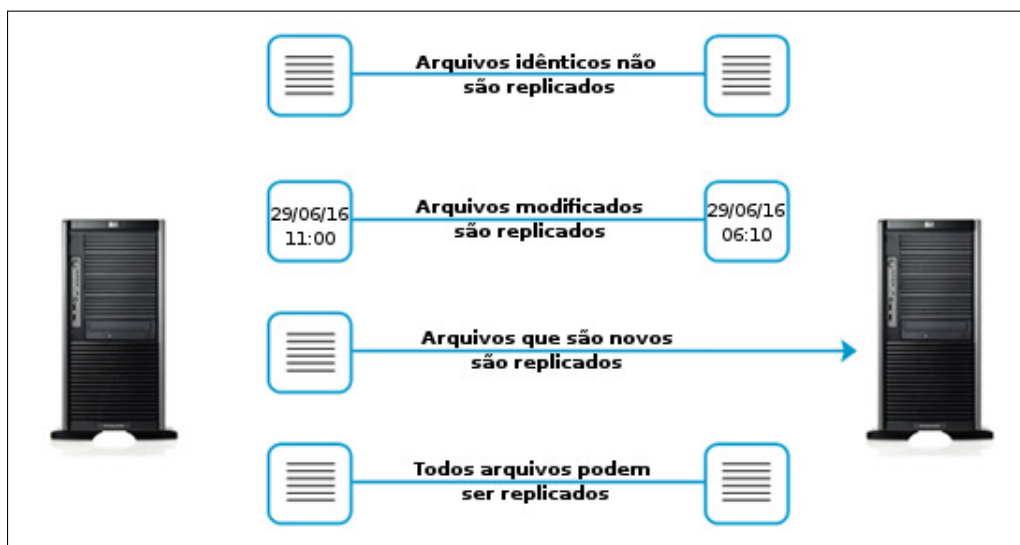 Arquivos idênticos não
são replicados
29/06/16
11:00
Arquivos modificados
são replicados
29/06/16
06:10
Arquivos que são novos
são replicados
Todos arquivos podem
ser replicados